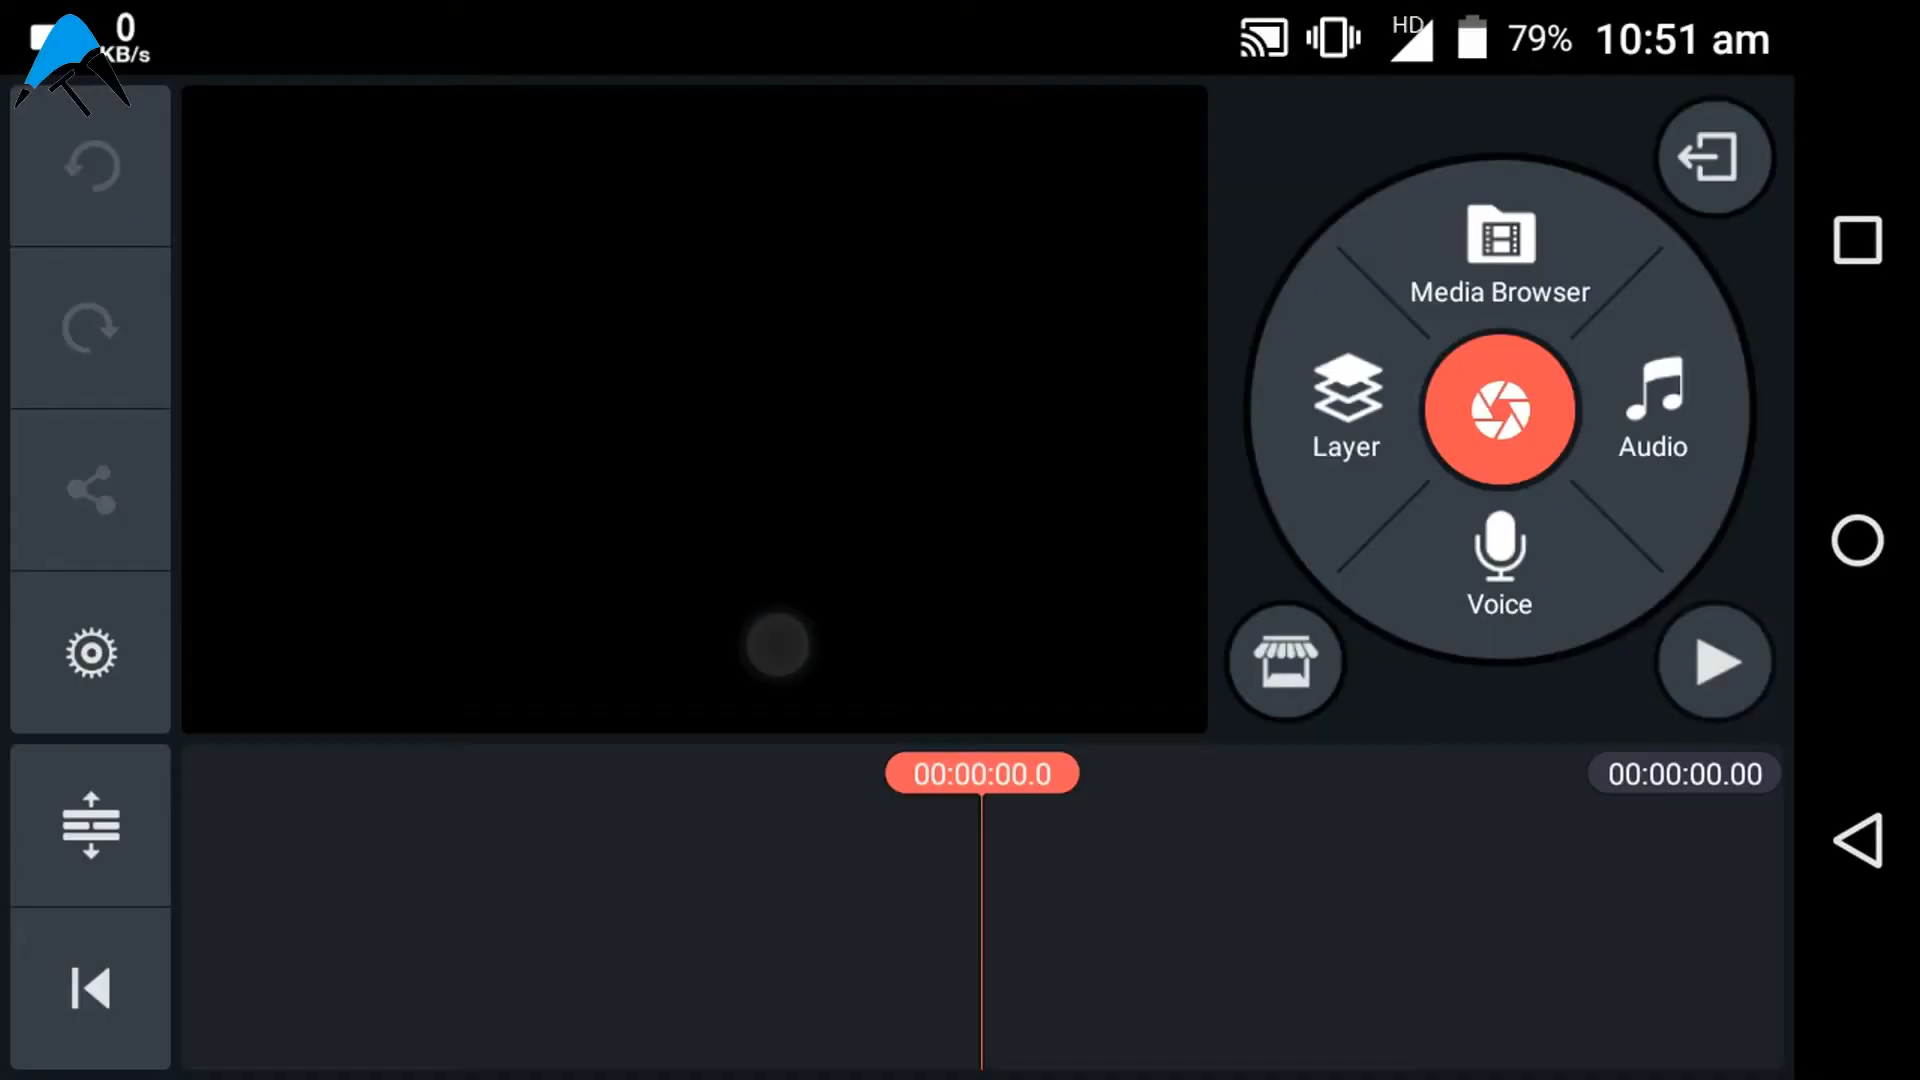 0
KB/s
HD
79%
10:51 am
Media Browser
Layer
Audio
Voice
00:00:00.0
00:00:00.00